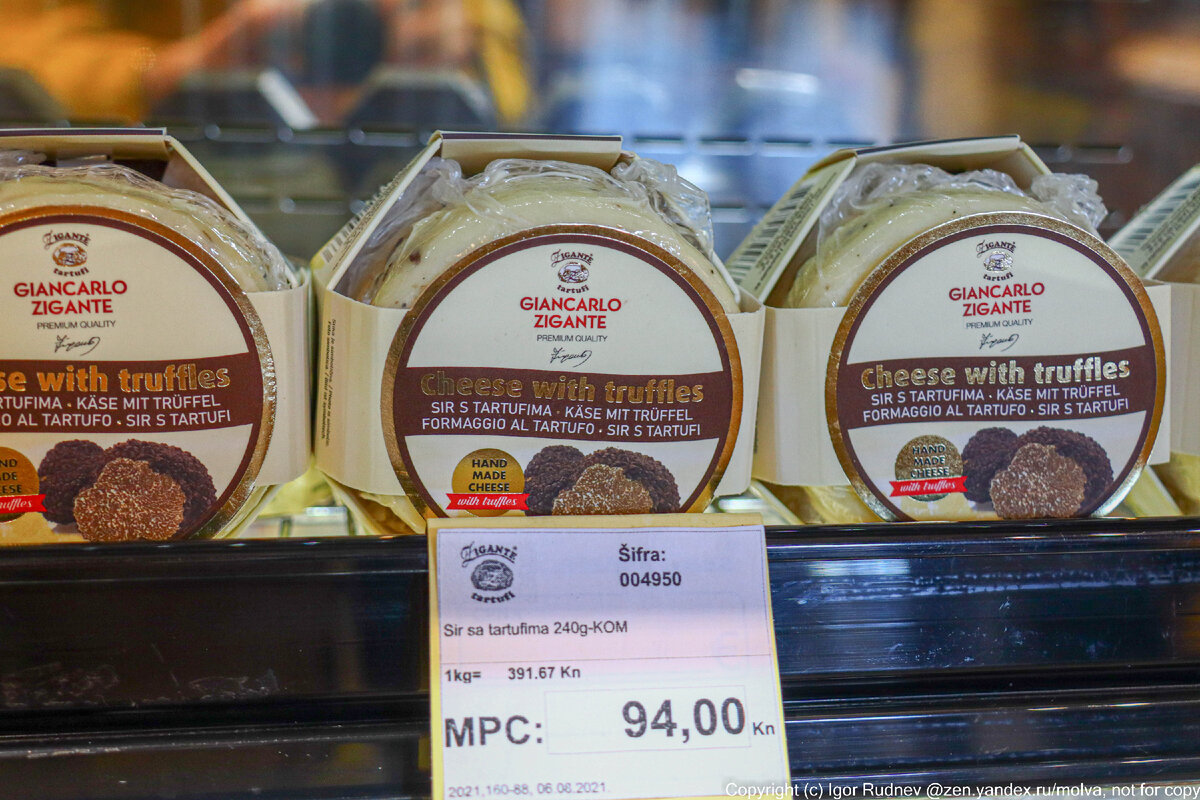 ZIGANTE
tartufi
GIANCARLO
ZIGANTE
PREMIUM QUALITY
se with truffles
TARTUFIMA · KÄSE MIT TRÜFFEL
O AL TARTUFO · SIR S TARTUFI
HAND
MADE
CHEESE
truffles
ZIGANTE
tartufi
GIANCARLO
ZIGANTE
PREMIUM QUALITY
Cheese with truffles
SIR S TARTUFIMA · KÄSE MIT TRÜFFEL
FORMAGGIO AL TARTUFO · SIR S TARTUFI
HAND
MADE
CHEESE
with truffles
ZIGANTE
tartufi
GIANCARLO
ZIGANTE
PREMIUM QUALITY
Cheese with truffles
SIR S TARTUFIMA · KÄSE MIT TRÜFFEL
FORMAGGIO AL TARTUFO · SIR S TARTUFI
HAND
MADE
CHEESE
with truffles
ZIGANTE
tartufi
Šifra:
004950
Sir sa tartufima 240g-KOM
1kg= 391.67 Kn
MPC: 94,00 Kn
2021,160-88, 06.08.2021.
Copyright (c) Igor Rudnev @zen.yandex.ru/molva, not for copy